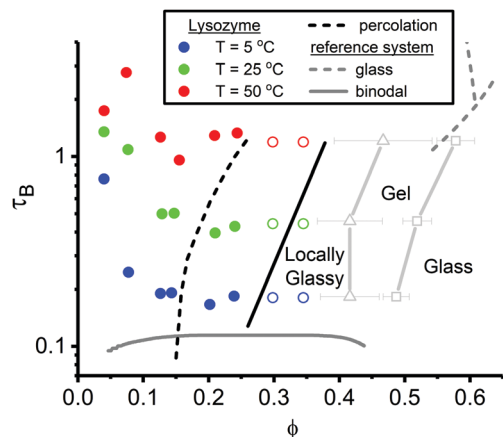 Lysozyme
T = 5 °C
T = 25 °C
T = 50 °C
percolation
reference system
glass
binodal
τB
1
0.1
Gel
Locally
Glassy
Glass
0.0 0.1 0.2 0.3 0.4 0.5 0.6
ϕ